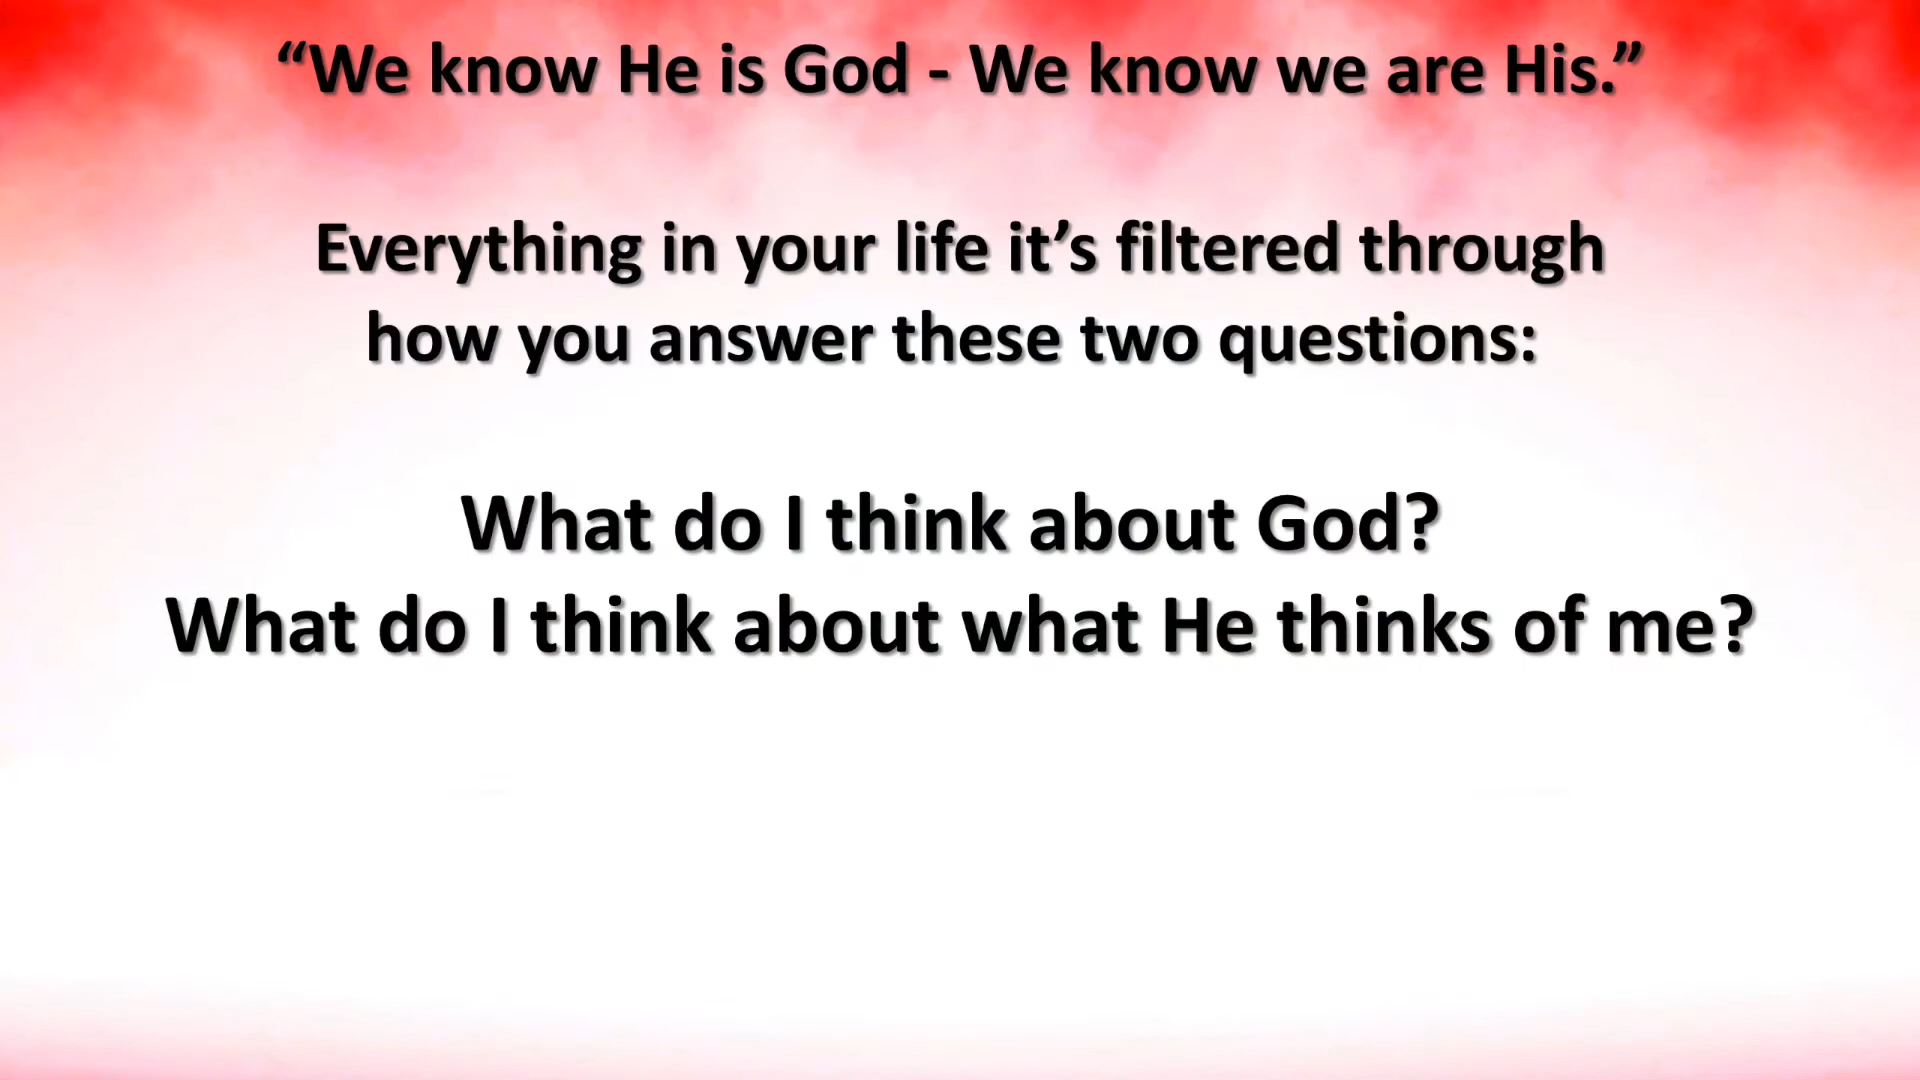 “We know He is God - We know we are His.”
Everything in your life it’s filtered through
how you answer these two questions:
What do I think about God?
What do I think about what He thinks of me?